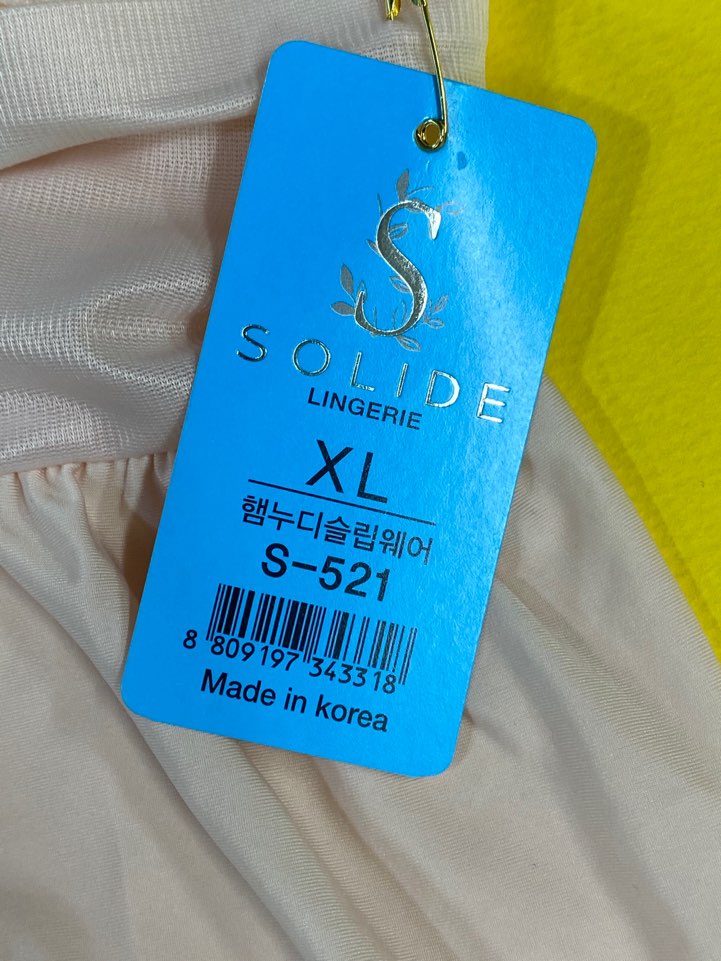 S
SOLIDE
LINGERIE
XL
햄누디슬립웨어
S-521
8 809197 343318
Made in korea